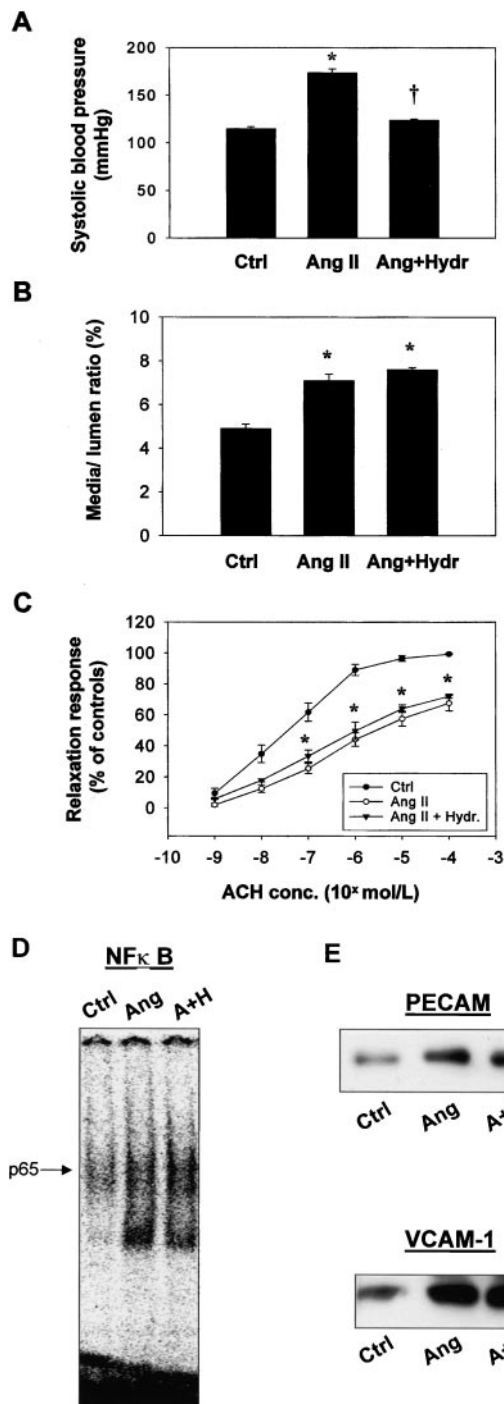 A
Systolic blood pressure
(mmHg)
200
150
100
50
0
*
†
Ctrl Ang II Ang+Hydr
B
Media/ lumen ratio (%)
10
8
6
4
2
0
* *
Ctrl Ang II Ang+Hydr
C
Relaxation response
(% of controls)
120
100
80
60
40
20
0
* * * *
Ctrl
Ang II
Ang II + Hydr.
-10 -9 -8 -7 -6 -5 -4 -3
ACH conc. (10ˣ mol/L)
D
NFκ B
Ctrl Ang A+H
p65
E
PECAM
Ctrl Ang A+
VCAM-1
Ctrl Ang A+